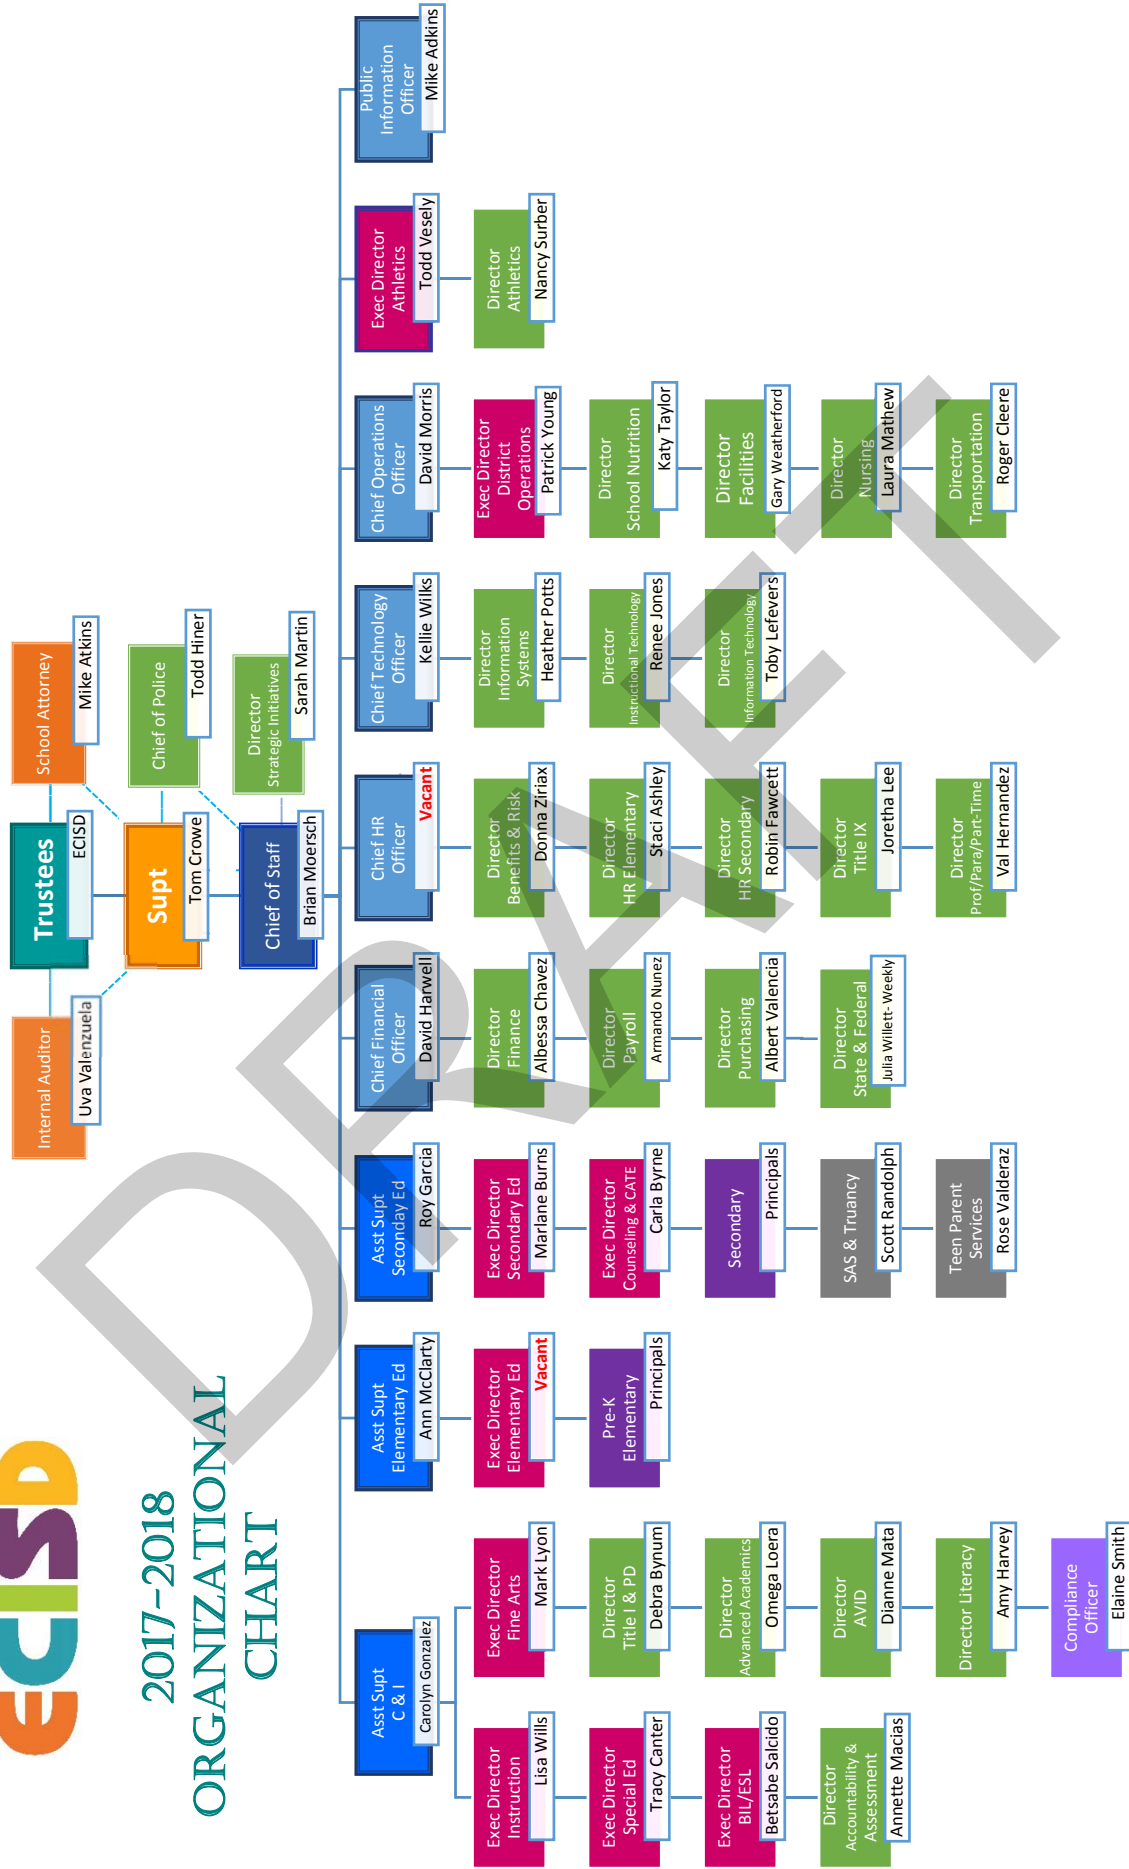 ECISD
2017-2018
ORGANIZATIONAL
CHART
Internal Auditor
Uva Valenzuela
Trustees
ECISD
School Attorney
Mike Atkins
Supt
Tom Crowe
Chief of Police
Todd Hiner
Chief of Staff
Brian Moersch
Director
Strategic Initiatives
Sarah Martin
Asst Supt
C & I
Carolyn Gonzalez
Exec Director
Instruction
Lisa Wills
Exec Director
Special Ed
Tracy Canter
Exec Director
BIL/ESL
Betsabe Salcido
Director
Accountability &
Assessment
Annette Macias
Exec Director
Fine Arts
Mark Lyon
Director
Title I & PD
Debra Bynum
Director
Advanced Academics
Omega Loera
Director
AVID
Dianne Mata
Director Literacy
Amy Harvey
Compliance
Officer
Elaine Smith
Asst Supt
Elementary Ed
Ann McClarty
Exec Director
Elementary Ed
Vacant
Pre-K
Elementary
Principals
Asst Supt
Seconday Ed
Roy Garcia
Exec Director
Secondary Ed
Marlane Burns
Exec Director
Counseling & CATE
Carla Byrne
Secondary
Principals
SAS & Truancy
Scott Randolph
Teen Parent
Services
Rose Valderaz
Chief Financial
Officer
David Harwell
Director
Finance
Albessa Chavez
Director
Payroll
Armando Nunez
Director
Purchasing
Albert Valencia
Director
State & Federal
Julia Willett- Weekly
Chief HR
Officer
Vacant
Director
Benefits & Risk
Donna Ziriax
Director
HR Elementary
Staci Ashley
Director
HR Secondary
Robin Fawcett
Director
Title IX
Joretha Lee
Director
Prof/Para/Part-Time
Val Hernandez
Chief Technology
Officer
Kellie Wilks
Director
Information
Systems
Heather Potts
Director
Instructional Technology
Renee Jones
Director
Information Technology
Toby Lefevers
Chief Operations
Officer
David Morris
Exec Director
District
Operations
Patrick Young
Director
School Nutrition
Katy Taylor
Director
Facilities
Gary Weatherford
Director
Nursing
Laura Mathew
Director
Transportation
Roger Cleere
Exec Director
Athletics
Todd Vesely
Director
Athletics
Nancy Surber
Public
Information
Officer
Mike Adkins
DRAFT